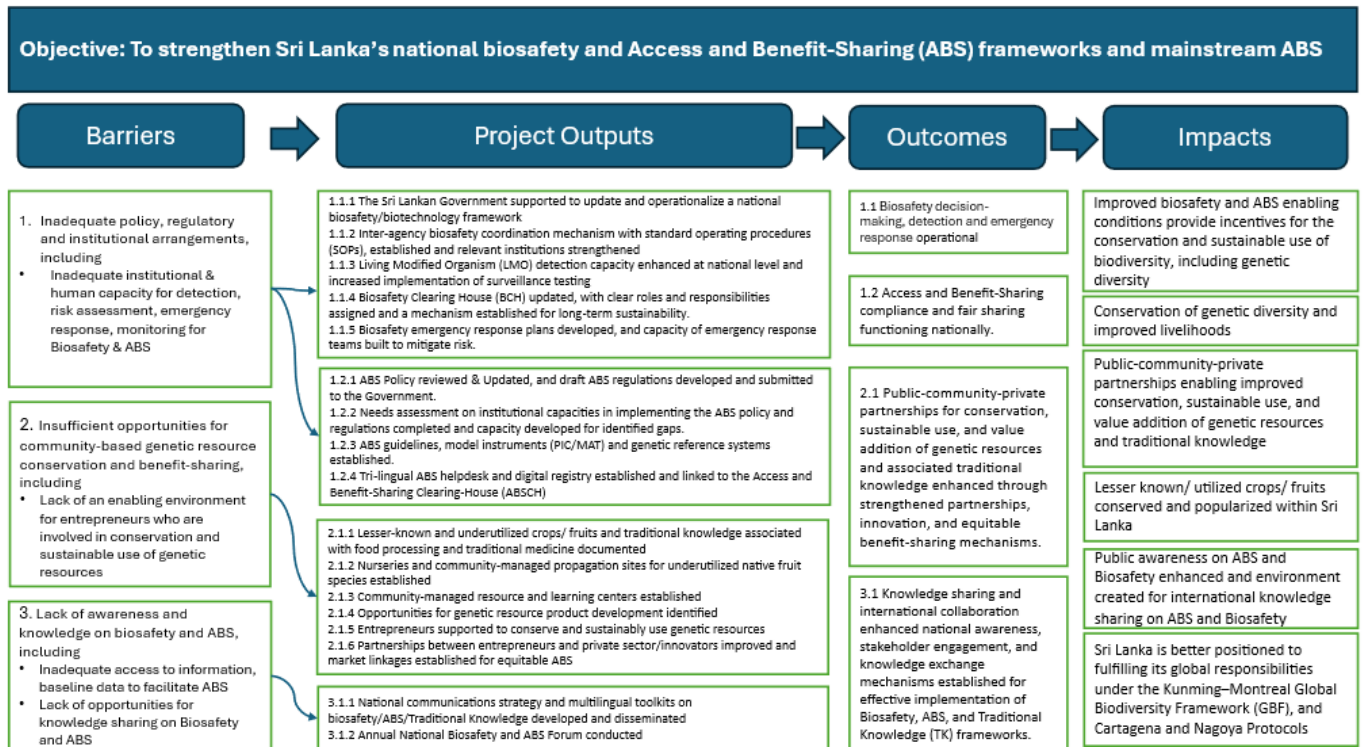 Objective: To strengthen Sri Lanka's national biosafety and Access and Benefit-Sharing (ABS) frameworks and mainstream ABS
Barriers
Project Outputs
Outcomes
Impacts
1. Inadequate policy, regulatory
and institutional arrangements,
including
• Inadequate institutional &
human capacity for detection,
risk assessment, emergency
response, monitoring for
Biosafety & ABS
2. Insufficient opportunities for
community-based genetic resource
conservation and benefit-sharing,
including
• Lack of an enabling environment
for entrepreneurs who are
involved in conservation and
sustainable use of genetic
resources
3. Lack of awareness and
knowledge on biosafety and ABS,
including
• Inadequate access to information,
baseline data to facilitate ABS
• Lack of opportunities for
knowledge sharing on Biosafety
and ABS
1.1.1 The Sri Lankan Government supported to update and operationalize a national
biosafety/biotechnology framework
1.1.2 Inter-agency biosafety coordination mechanism with standard operating procedures
(SOPs), established and relevant institutions strengthened
1.1.3 Living Modified Organism (LMO) detection capacity enhanced at national level and
increased implementation of surveillance testing
1.1.4 Biosafety Clearing House (BCH) updated, with clear roles and responsibilities
assigned and a mechanism established for long-term sustainability.
1.1.5 Biosafety emergency response plans developed, and capacity of emergency response
teams built to mitigate risk.
1.2.1 ABS Policy reviewed & Updated, and draft ABS regulations developed and submitted
to the Government.
1.2.2 Needs assessment on institutional capacities in implementing the ABS policy and
regulations completed and capacity developed for identified gaps.
1.2.3 ABS guidelines, model instruments (PIC/MAT) and genetic reference systems
established.
1.2.4 Tri-lingual ABS helpdesk and digital registry established and linked to the Access and
Benefit-Sharing Clearing-House (ABSCH)
2.1.1 Lesser-known and underutilized crops/ fruits and traditional knowledge associated
with food processing and traditional medicine documented
2.1.2 Nurseries and community-managed propagation sites for underutilized native fruit
species established
2.1.3 Community-managed resource and learning centers established
2.1.4 Opportunities for genetic resource product development identified
2.1.5 Entrepreneurs supported to conserve and sustainably use genetic resources
2.1.6 Partnerships between entrepreneurs and private sector/innovators improved and
market linkages established for equitable ABS
3.1.1 National communications strategy and multilingual toolkits on
biosafety/ABS/Traditional Knowledge developed and disseminated
3.1.2 Annual National Biosafety and ABS Forum conducted
1.1 Biosafety decision-
making, detection and emergency
response operational
1.2 Access and Benefit-Sharing
compliance and fair sharing
functioning nationally.
2.1 Public-community-private
partnerships for conservation,
sustainable use, and value
addition of genetic resources
and associated traditional
knowledge enhanced through
strengthened partnerships,
innovation, and equitable
benefit-sharing mechanisms.
3.1 Knowledge sharing and
international collaboration
enhanced national awareness,
stakeholder engagement, and
knowledge exchange
mechanisms established for
effective implementation of
Biosafety, ABS, and Traditional
Knowledge (TK) frameworks.
Improved biosafety and ABS enabling
conditions provide incentives for the
conservation and sustainable use of
biodiversity, including genetic
diversity
Conservation of genetic diversity and
improved livelihoods
Public-community-private
partnerships enabling improved
conservation, sustainable use, and
value addition of genetic resources
and traditional knowledge
Lesser known/ utilized crops/ fruits
conserved and popularized within Sri
Lanka
Public awareness on ABS and
Biosafety enhanced and environment
created for international knowledge
sharing on ABS and Biosafety
Sri Lanka is better positioned to
fulfilling its global responsibilities
under the Kunming–Montreal Global
Biodiversity Framework (GBF), and
Cartagena and Nagoya Protocols